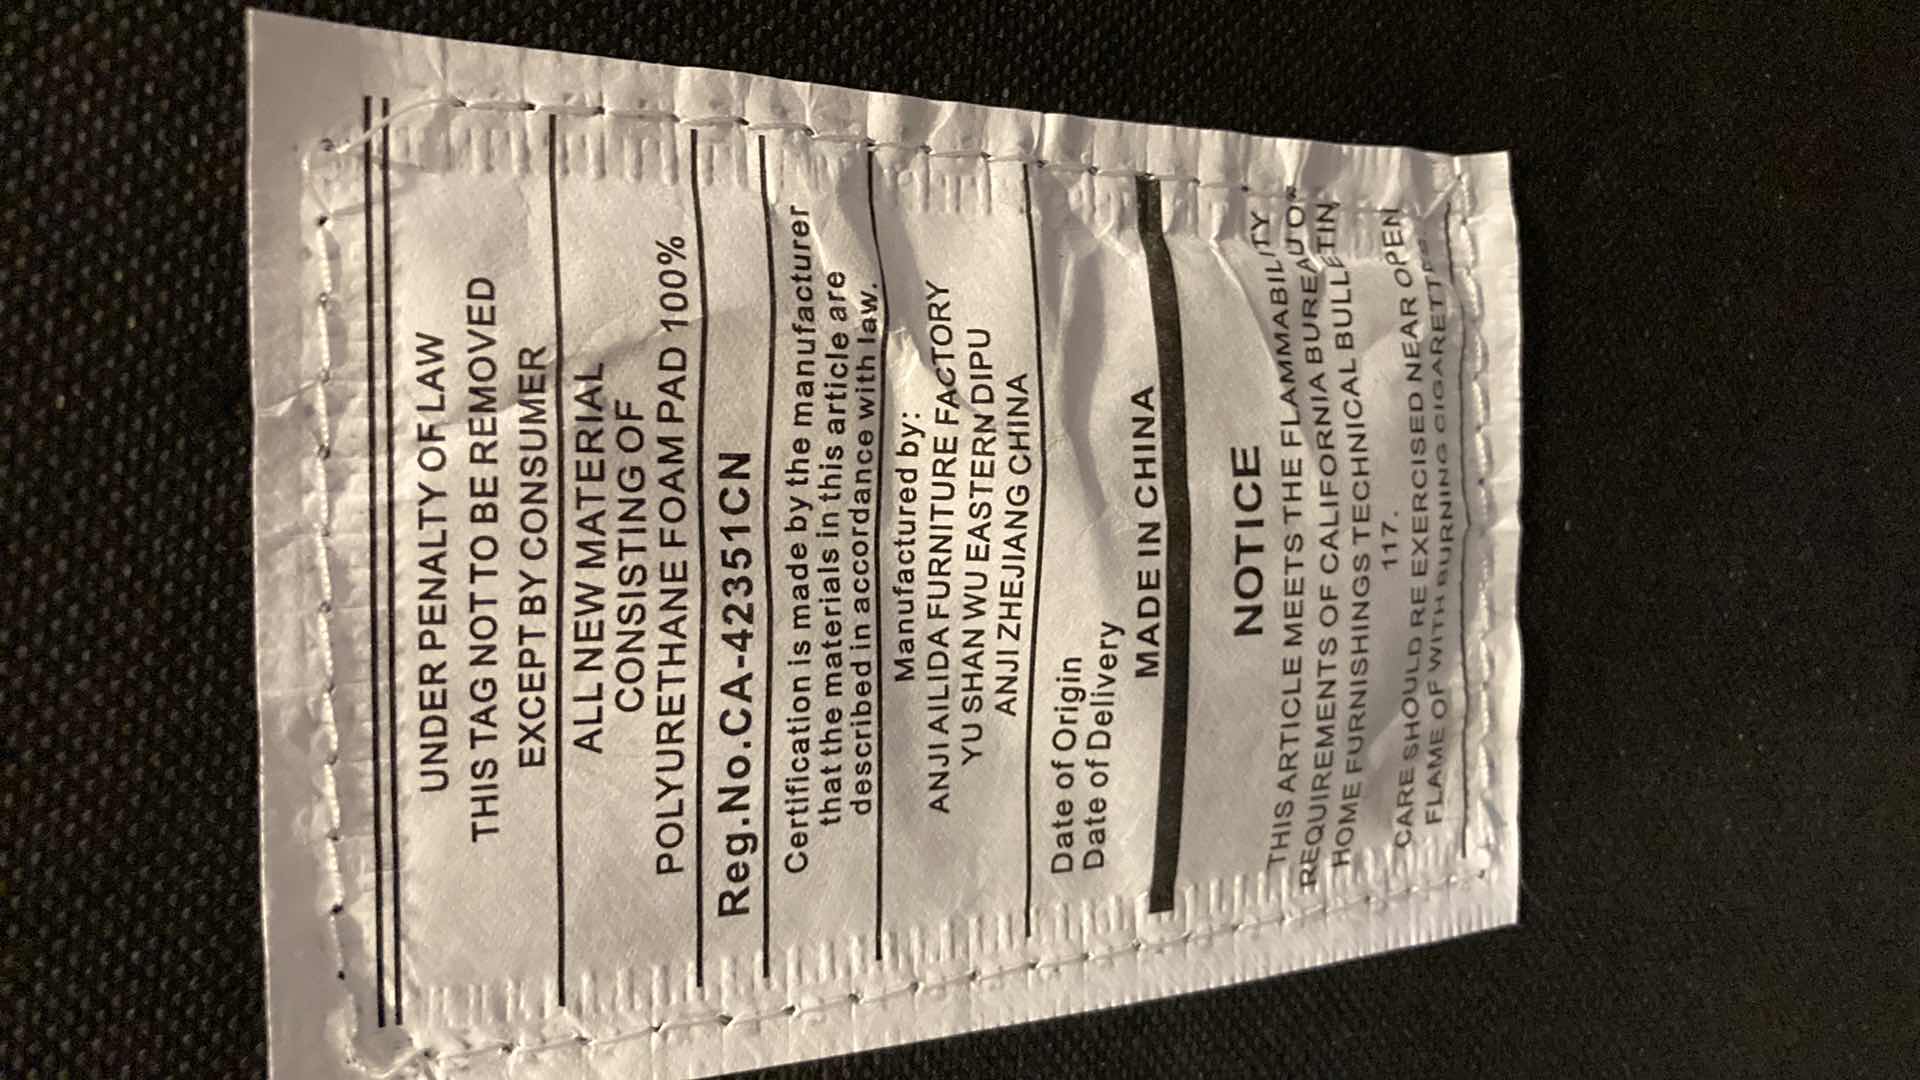 UNDER PENALTY OF LAW
THIS TAG NOT TO BE REMOVED
EXCEPT BY CONSUMER
ALL NEW MATERIAL
CONSISTING OF
POLYURETHANE FOAM PAD 100%
Reg.No.CA-42351CN
Certification is made by the manufacturer
that the materials in this article are
described in accordance with law.
Manufactured by:
ANJI AILIDA FURNITURE FACTORY
YU SHAN WU EASTERN DIPU
ANJI ZHEJIANG CHINA
Date of Origin
Date of Delivery
MADE IN CHINA
NOTICE
THIS ARTICLE MEETS THE FLAMMABILITY
REQUIREMENTS OF CALIFORNIA BUREAU OF
HOME FURNISHINGS TECHNICAL BULLETIN
117.
CARE SHOULD RE EXERCISED NEAR OPEN
FLAME OF WITH BURNING CIGARETTES.